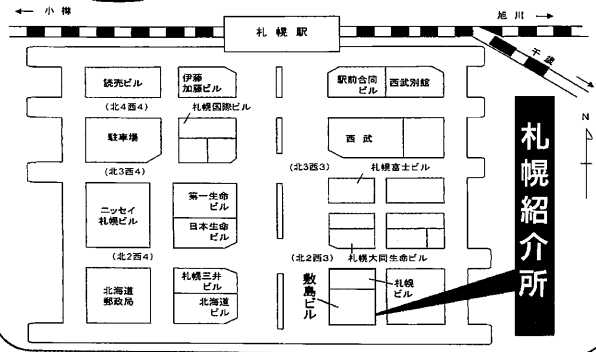 ← 小樽
旭川 →
札幌駅
千歳 →
読売ビル
伊藤
加藤ビル
駅前合同
ビル
西武別館
(北4西4)
札幌国際ビル
駐車場
西武
N
(北3西4)
(北3西3)
札幌富士ビル
ニッセイ
札幌ビル
第一生命
ビル
日本生命
ビル
(北2西4)
(北2西3)
札幌大同生命ビル
北海道
郵政局
札幌三井
ビル
北海道
ビル
敷島ビル
札幌
ビル
札幌紹介所